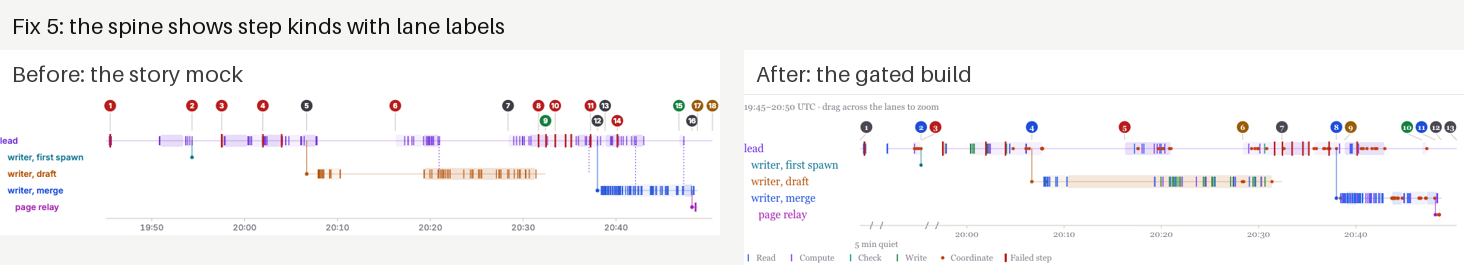 Fix 5: the spine shows step kinds with lane labels
Before: the story mock
1 2 3 4 5 6 7 8 10 11 13 15 17 18
9 12 14 16
lead
writer, first spawn
writer, draft
writer, merge
page relay
19:50 20:00 20:10 20:20 20:30 20:40
After: the gated build
19:45–20:50 UTC · drag across the lanes to zoom
1 2 3 4 5 6 7 8 9 10 11 12 13
lead
writer, first spawn
writer, draft
writer, merge
page relay
20:00 20:10 20:20 20:30 20:40
5 min quiet
Read Compute Check Write Coordinate Failed step